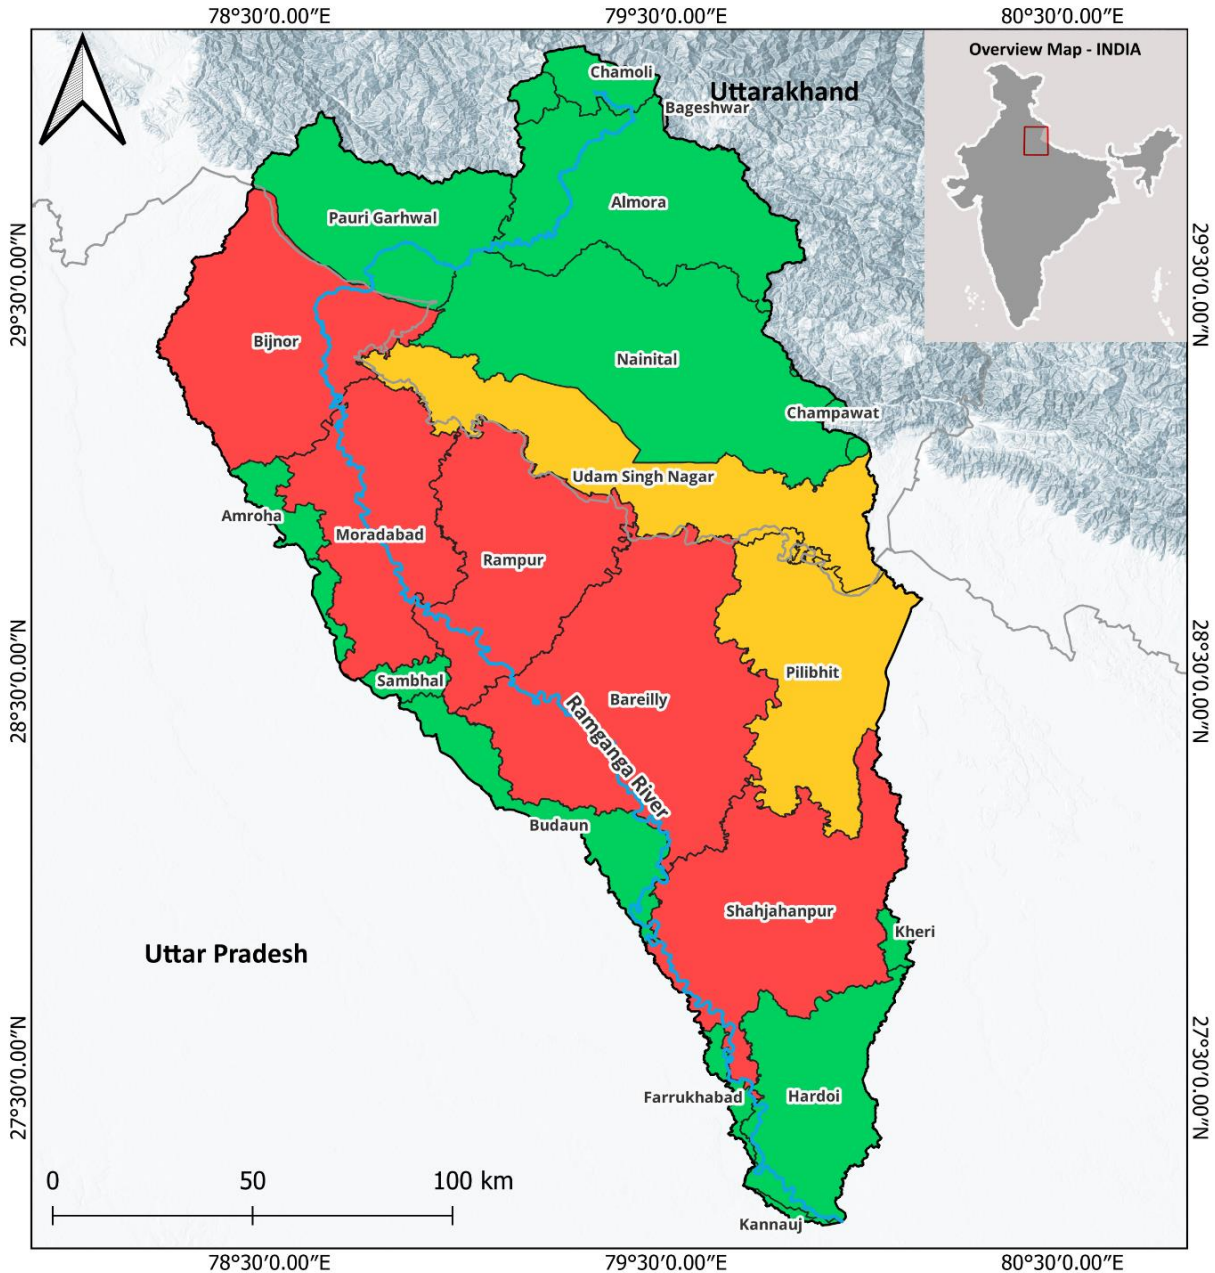 78°30′0.00″E
79°30′0.00″E
80°30′0.00″E
Overview Map - INDIA
Chamoli
Uttarakhand
Bageshwar
Almora
Pauri Garhwal
29°30′0.00″N
29°30′0.00″N
Bijnor
Nainital
Champawat
Udam Singh Nagar
Amroha
Moradabad
Rampur
28°30′0.00″N
28°30′0.00″N
Pilibhit
Sambhal
Bareilly
Ramganga River
Budaun
Shahjahanpur
Kheri
Uttar Pradesh
27°30′0.00″N
27°30′0.00″N
Farrukhabad
Hardoi
0
50
100 km
Kannauj
78°30′0.00″E
79°30′0.00″E
80°30′0.00″E